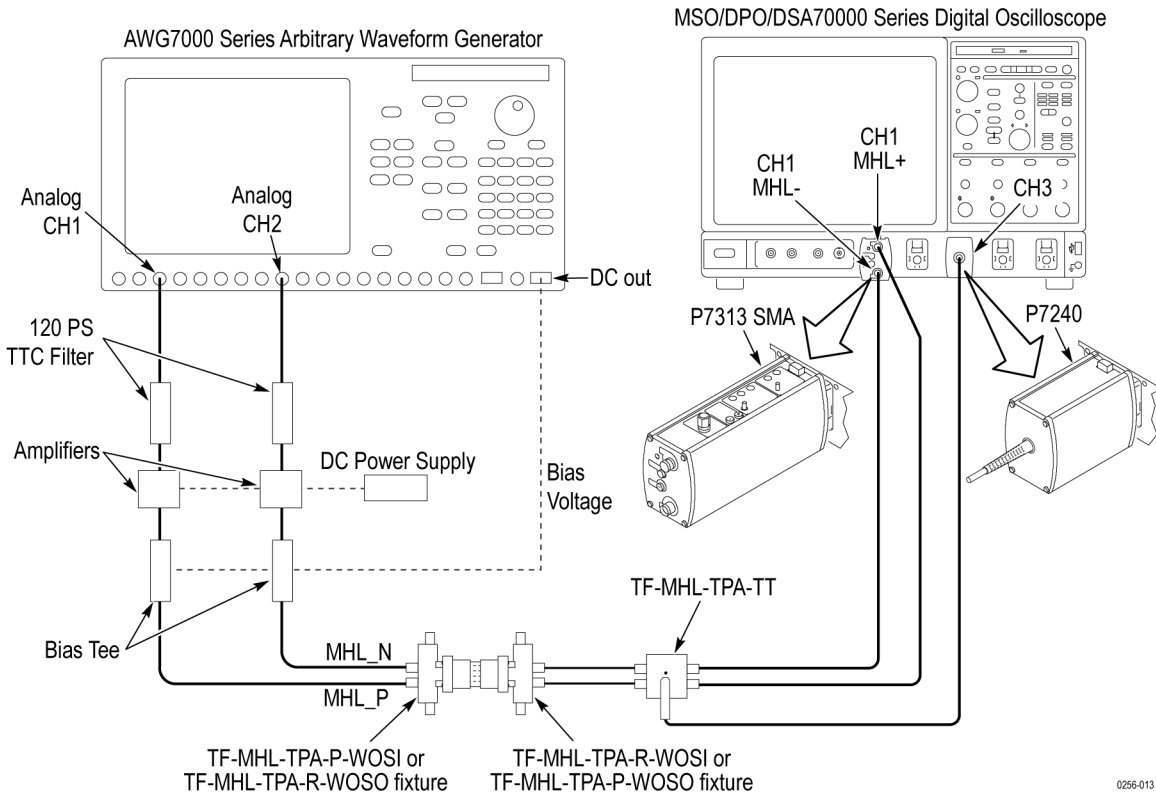 MSO/DPO/DSA70000 Series Digital Oscilloscope
AWG7000 Series Arbitrary Waveform Generator
CH1
MHL+
CH1
MHL-
CH3
Analog
CH1
Analog
CH2
DC out
P7313 SMA
P7240
120 PS
TTC Filter
Amplifiers
DC Power Supply
Bias
Voltage
TF-MHL-TPA-TT
Bias Tee
MHL_N
MHL_P
TF-MHL-TPA-P-WOSI or
TF-MHL-TPA-R-WOSO fixture
TF-MHL-TPA-R-WOSI or
TF-MHL-TPA-P-WOSO fixture
0256-013